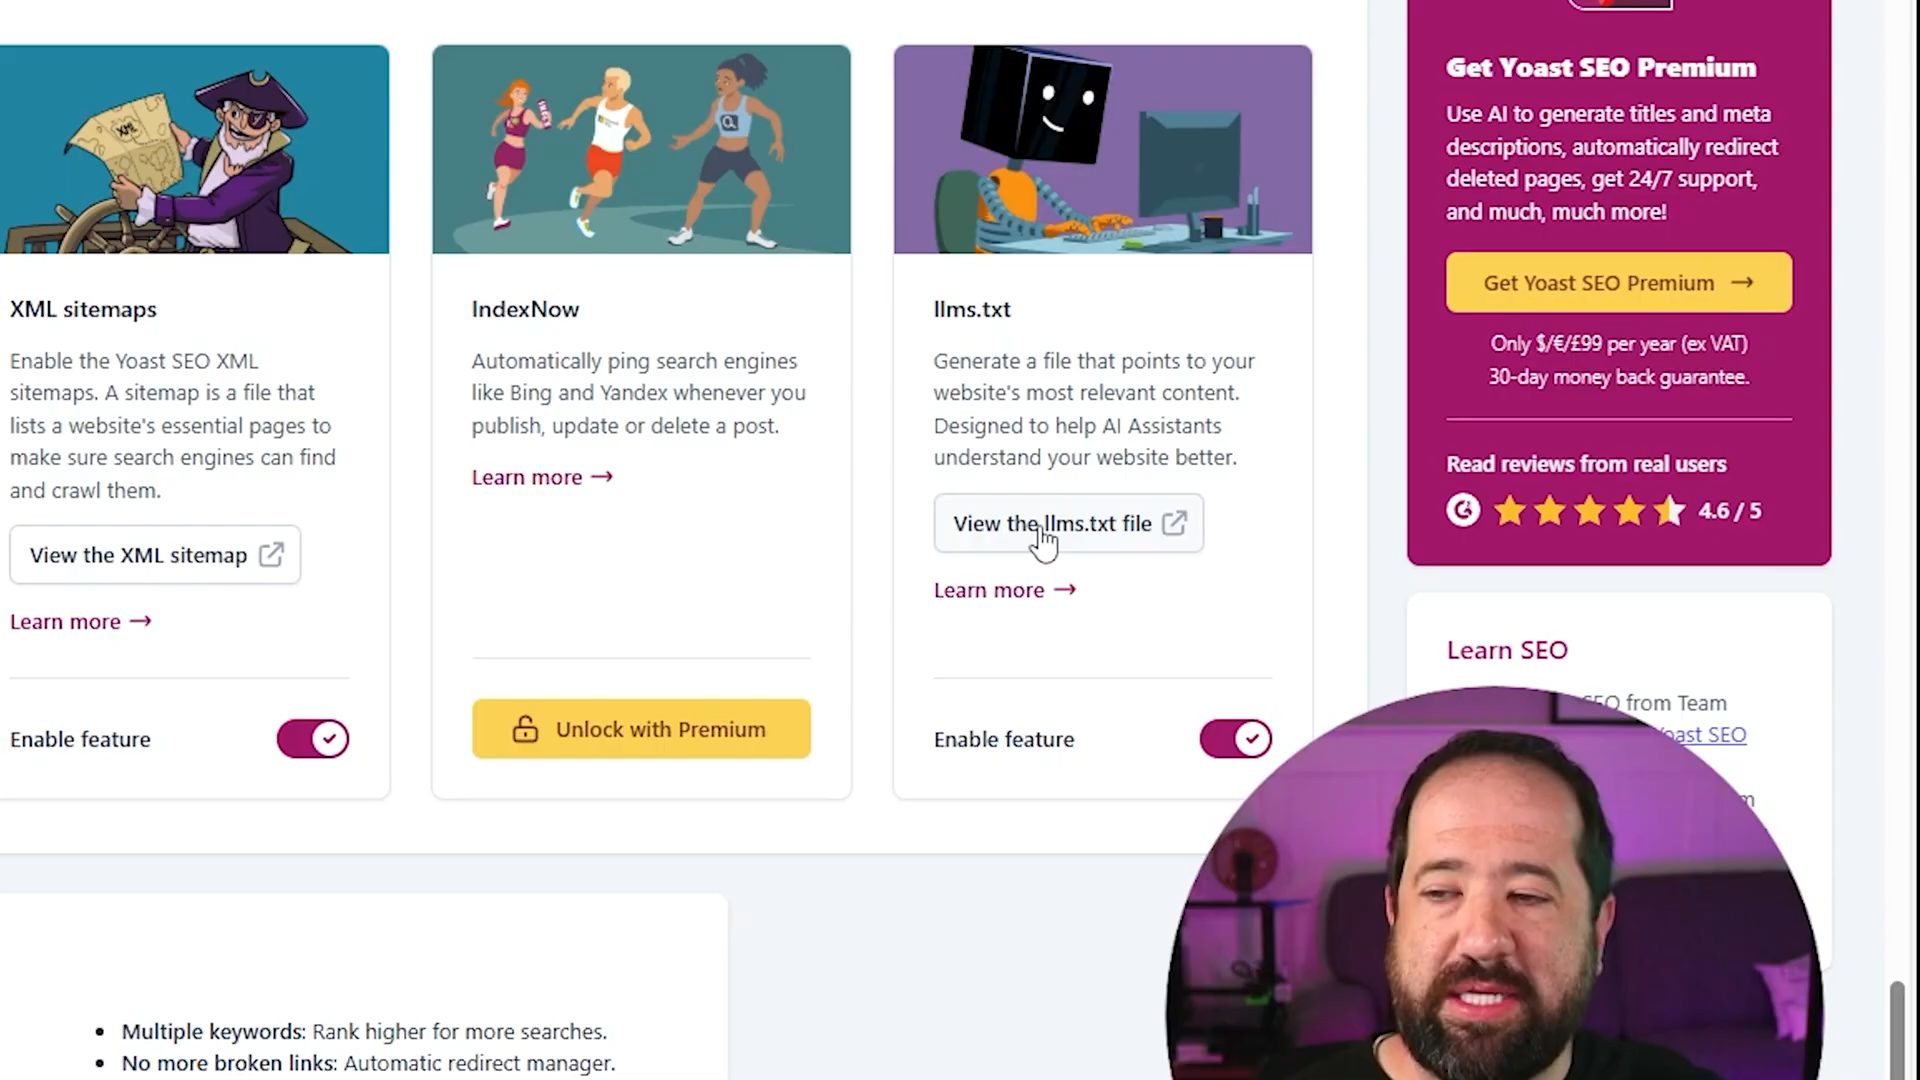 XML
XML sitemaps
Enable the Yoast SEO XML
sitemaps. A sitemap is a file that
lists a website's essential pages to
make sure search engines can find
and crawl them.
View the XML sitemap
Learn more →
Enable feature
IndexNow
Automatically ping search engines
like Bing and Yandex whenever you
publish, update or delete a post.
Learn more →
Unlock with Premium
llms.txt
Generate a file that points to your
website's most relevant content.
Designed to help AI Assistants
understand your website better.
View the llms.txt file
Learn more →
Enable feature
Get Yoast SEO Premium
Use AI to generate titles and meta
descriptions, automatically redirect
deleted pages, get 24/7 support,
and much, much more!
Get Yoast SEO Premium →
Only $/€/£99 per year (ex VAT)
30-day money back guarantee.
Read reviews from real users
4.6 / 5
Learn SEO
from Team
SEO
• Multiple keywords: Rank higher for more searches.
• No more broken links: Automatic redirect manager.